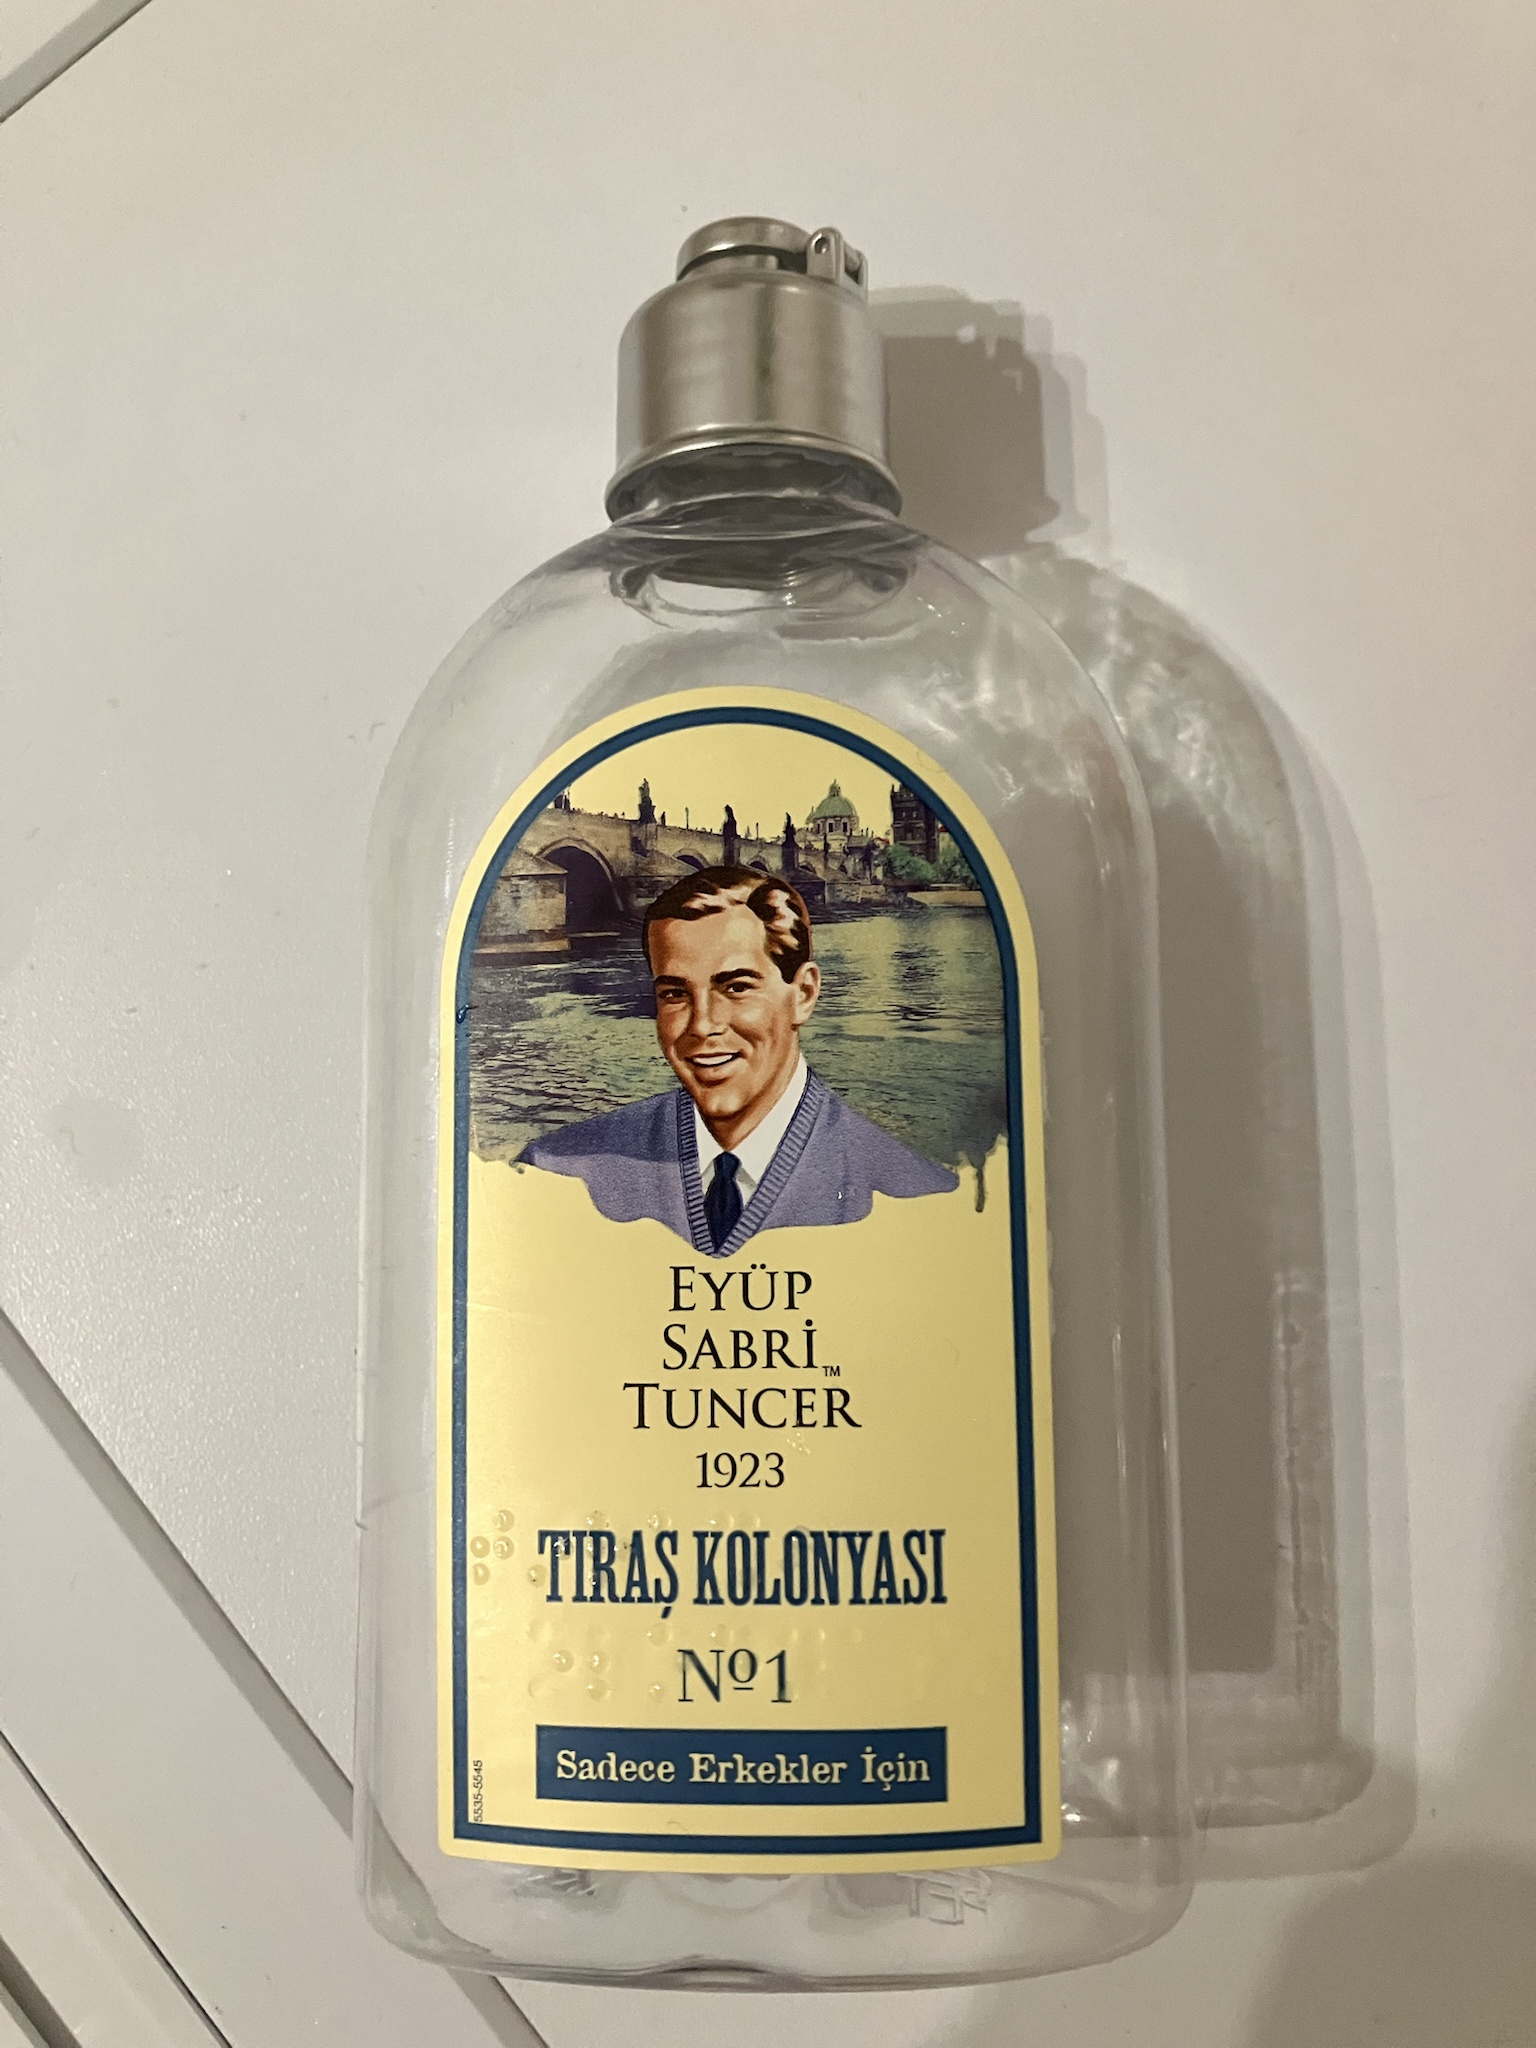 EYÜP
SABRİ™
TUNCER
1923
TIRAŞ KOLONYASI
Nº1
Sadece Erkekler İçin
5535-5545